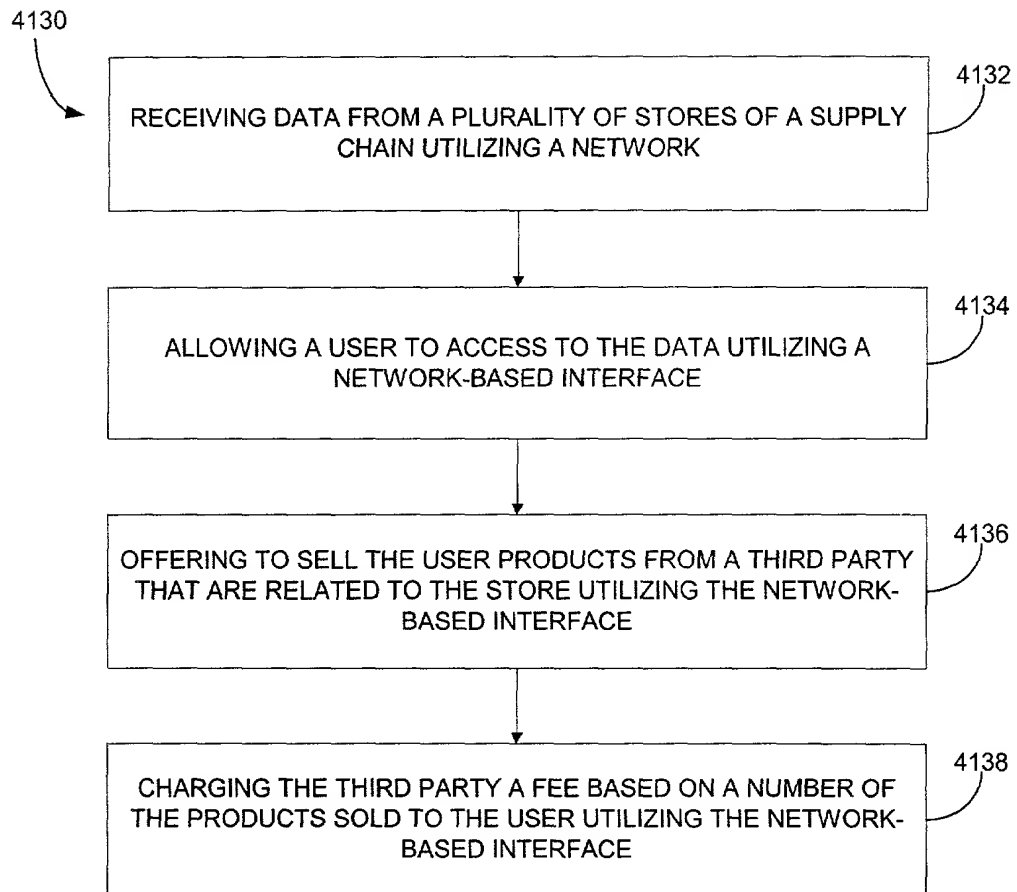 4130
4132
RECEIVING DATA FROM A PLURALITY OF STORES OF A SUPPLY
CHAIN UTILIZING A NETWORK
4134
ALLOWING A USER TO ACCESS TO THE DATA UTILIZING A
NETWORK-BASED INTERFACE
4136
OFFERING TO SELL THE USER PRODUCTS FROM A THIRD PARTY
THAT ARE RELATED TO THE STORE UTILIZING THE NETWORK-
BASED INTERFACE
4138
CHARGING THE THIRD PARTY A FEE BASED ON A NUMBER OF
THE PRODUCTS SOLD TO THE USER UTILIZING THE NETWORK-
BASED INTERFACE